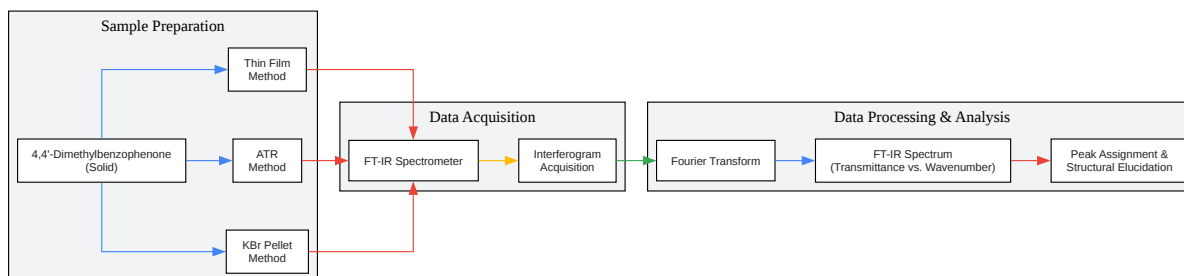 Sample Preparation
Thin Film
Method
4,4'-Dimethylbenzophenone
(Solid)
ATR
Method
KBr Pellet
Method
Data Acquisition
FT-IR Spectrometer
Interferogram
Acquisition
Data Processing & Analysis
Fourier Transform
FT-IR Spectrum
(Transmittance vs. Wavenumber)
Peak Assignment &
Structural Elucidation